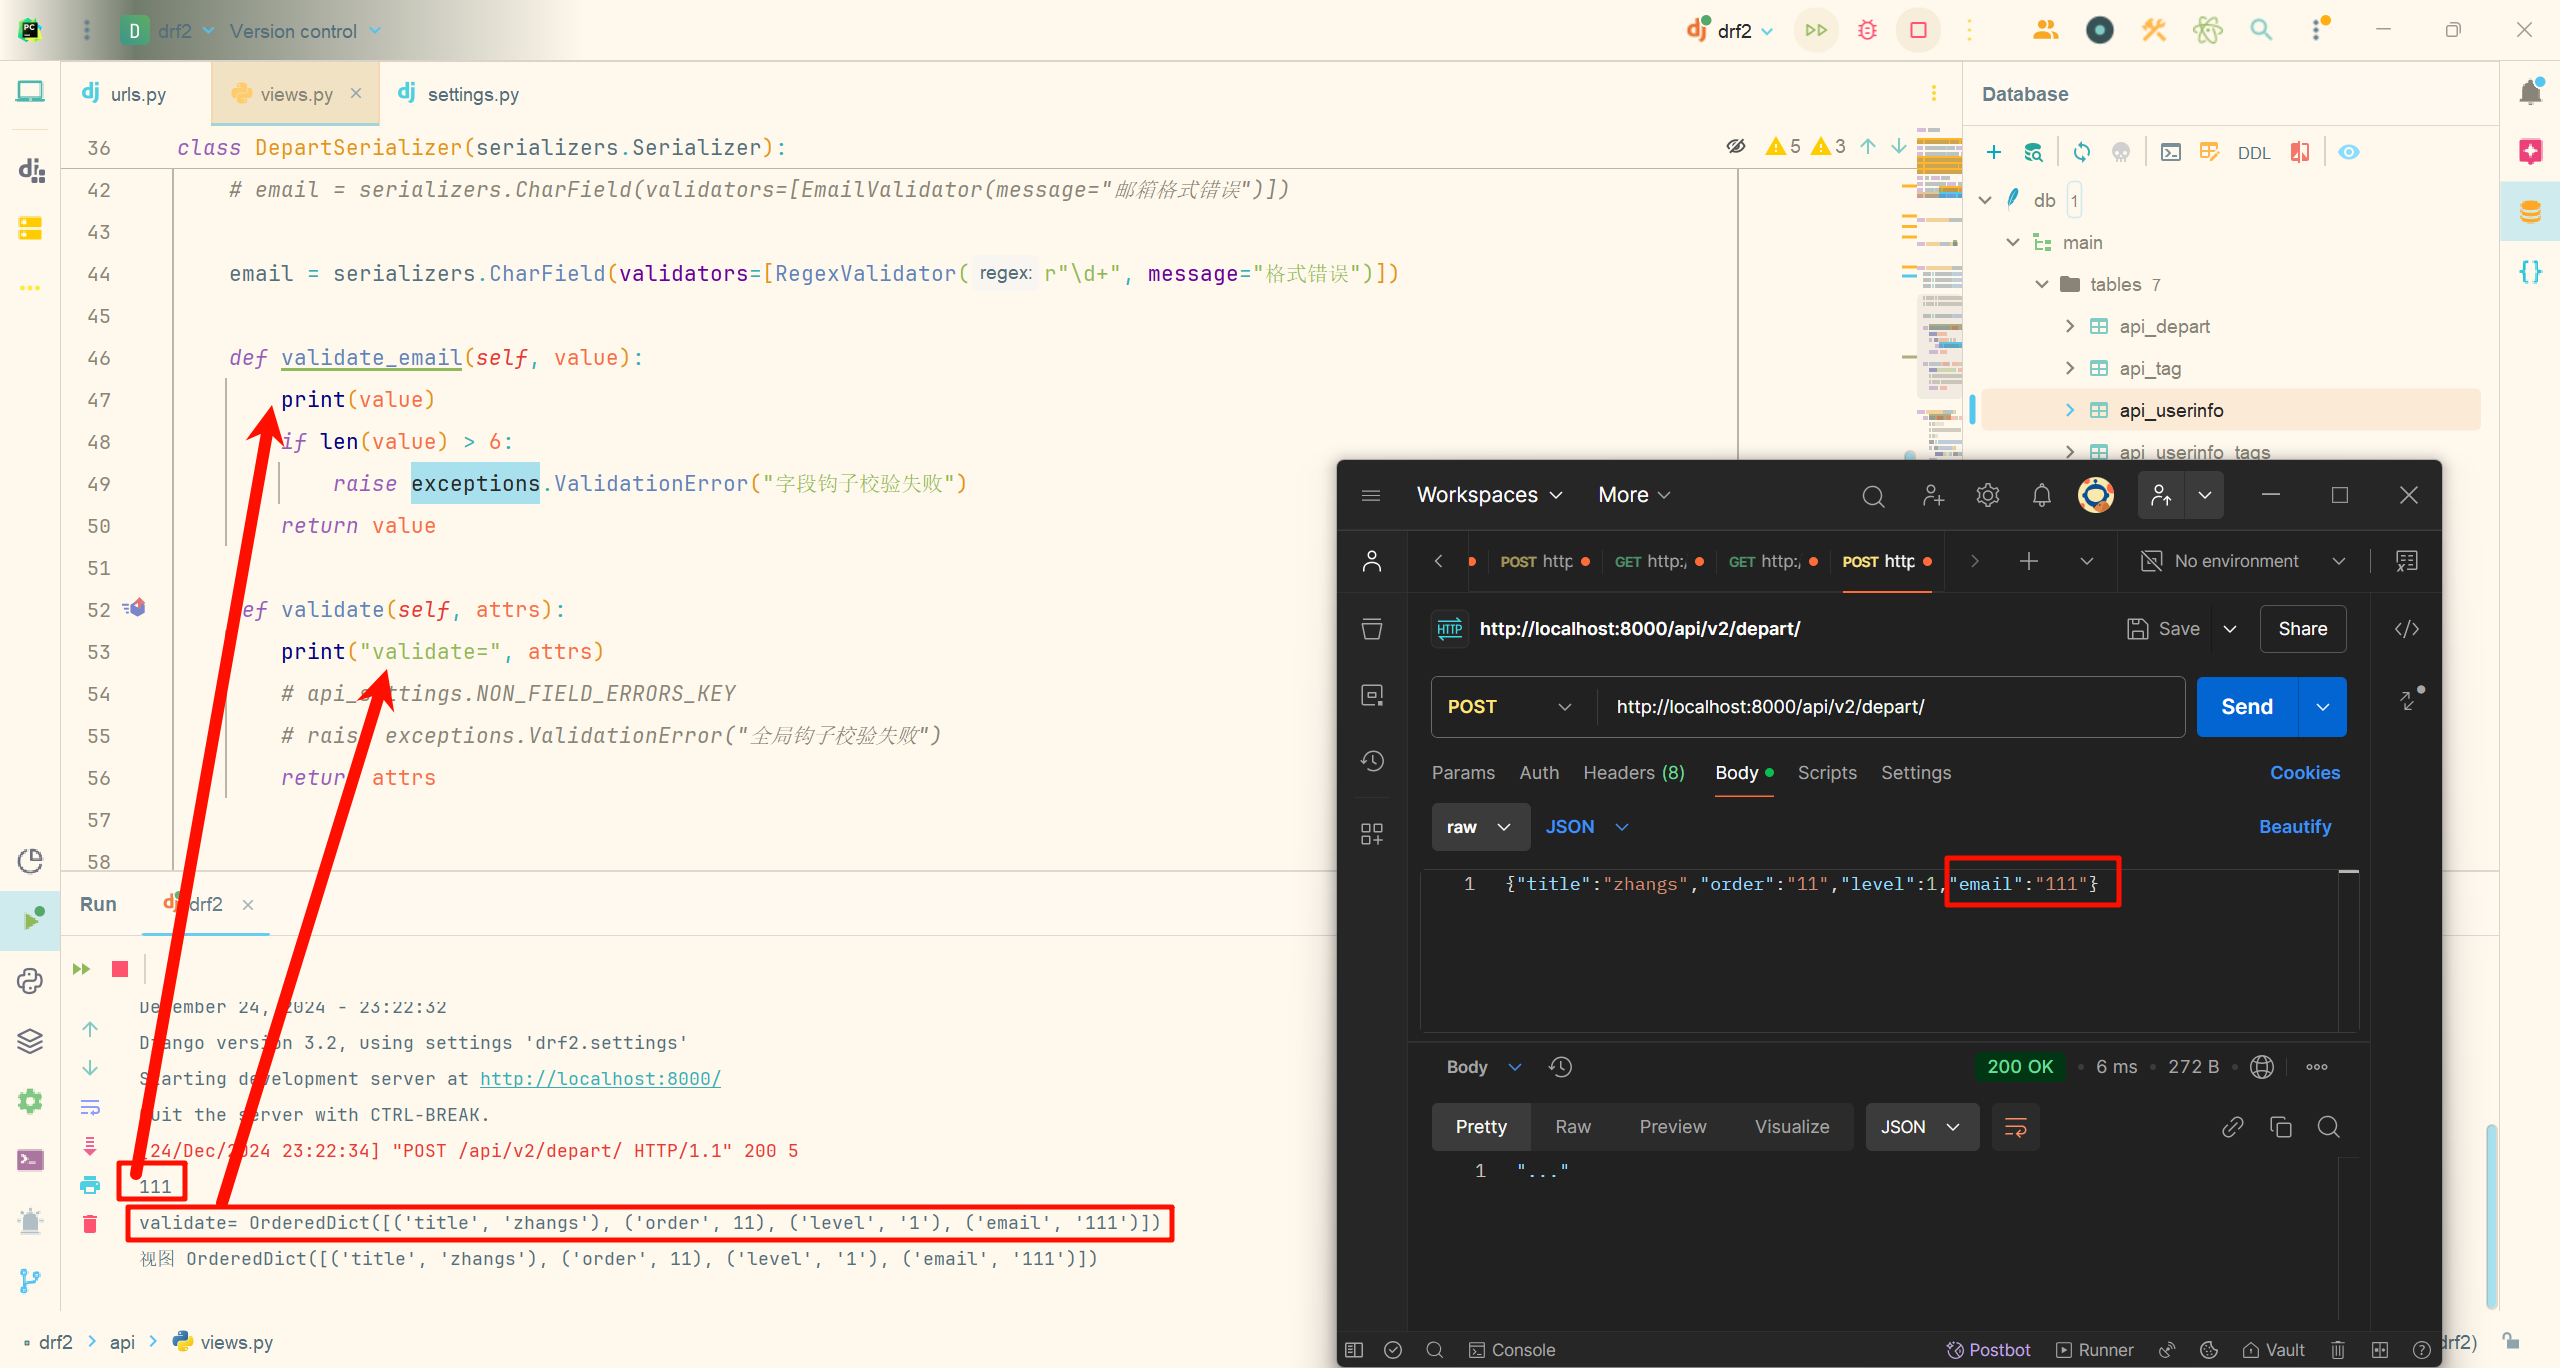 D drf2 Version control
drf2
urls.py
views.py
settings.py
36 class DepartSerializer(serializers.Serializer):
5 3
42 # email = serializers.CharField(validators=[EmailValidator(message="邮箱格式错误")])
43
44 email = serializers.CharField(validators=[RegexValidator( regex: r"\d+", message="格式错误")])
45
46 def validate_email(self, value):
47 print(value)
48 if len(value) > 6:
49 raise exceptions.ValidationError("字段钩子校验失败")
50 return value
51
52 ef validate(self, attrs):
53 print("validate=", attrs)
54 # api_settings.NON_FIELD_ERRORS_KEY
55 # raise exceptions.ValidationError("全局钩子校验失败")
56 return attrs
57
58
Database
DDL
db 1
main
tables 7
api_depart
api_tag
api_userinfo
api_userinfo_tags
Run drf2
December 24, 2024 - 23:22:32
Django version 3.2, using settings 'drf2.settings'
Starting development server at http://localhost:8000/
Quit the server with CTRL-BREAK.
[24/Dec/2024 23:22:34] "POST /api/v2/depart/ HTTP/1.1" 200 5
111
validate= OrderedDict([('title', 'zhangs'), ('order', 11), ('level', '1'), ('email', '111')])
视图 OrderedDict([('title', 'zhangs'), ('order', 11), ('level', '1'), ('email', '111')])
drf2 > api > views.py
drf2)
Workspaces More
POST http GET http:/ GET http:/ POST http
No environment
HTTP http://localhost:8000/api/v2/depart/
Save Share
POST http://localhost:8000/api/v2/depart/
Send
Params Auth Headers (8) Body Scripts Settings
Cookies
raw JSON
Beautify
1 {"title":"zhangs","order":"11","level":1,"email":"111"}
Body
200 OK 6 ms 272 B
Pretty Raw Preview Visualize JSON
1 "..."
Console
Postbot Runner Vault